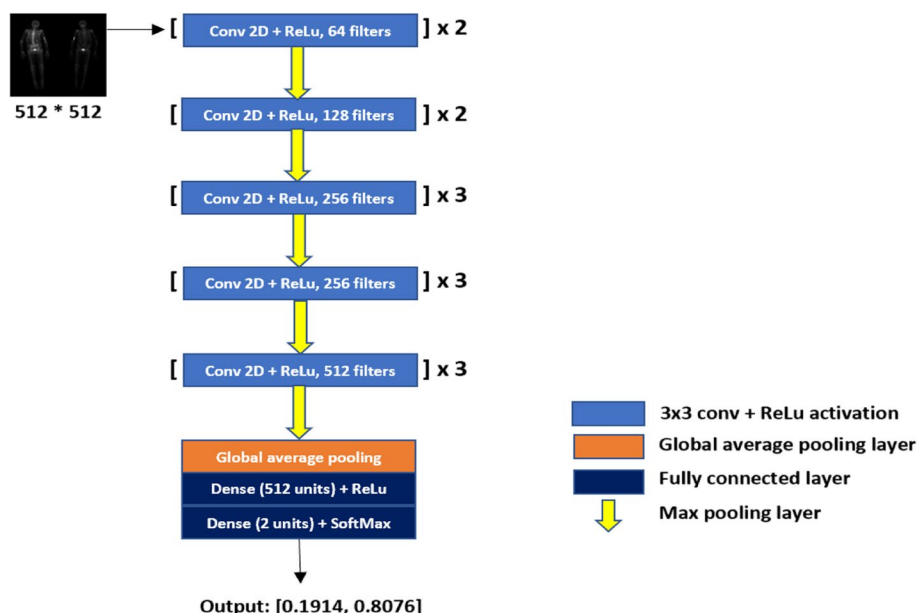 [ Conv 2D + ReLu, 64 filters ] x 2
512 * 512
[ Conv 2D + ReLu, 128 filters ] x 2
[ Conv 2D + ReLu, 256 filters ] x 3
[ Conv 2D + ReLu, 256 filters ] x 3
[ Conv 2D + ReLu, 512 filters ] x 3
Global average pooling
Dense (512 units) + ReLu
Dense (2 units) + SoftMax
Output: [0.1914, 0.8076]
3x3 conv + ReLu activation
Global average pooling layer
Fully connected layer
Max pooling layer